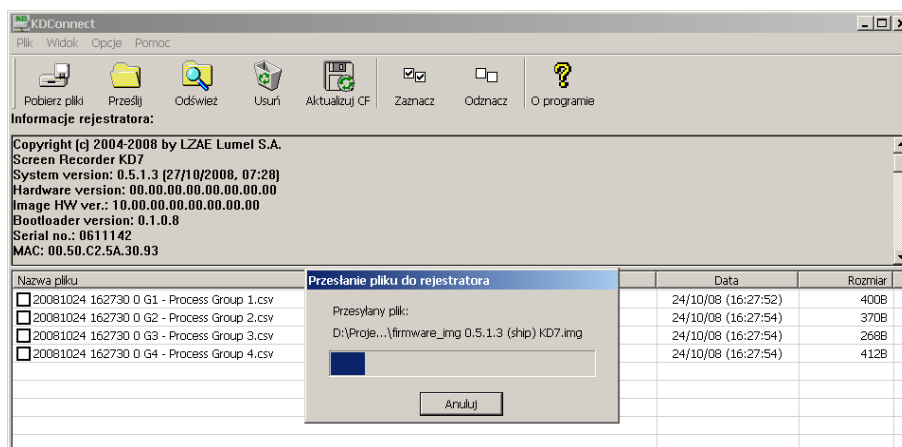 KDConnect
Plik Widok Opcje Pomoc
Pobierz pliki Prześlij Odśwież Usuń Aktualizuj CF Zaznacz Odznacz O programie
Informacje rejestratora:
Copyright (c) 2004-2008 by LZAE Lumel S.A.
Screen Recorder KD7
System version: 0.5.1.3 (27/10/2008, 07:28)
Hardware version: 00.00.00.00.00.00.00.00
Image HW ver.: 10.00.00.00.00.00.00.00
Bootloader version: 0.1.0.8
Serial no.: 0611142
MAC: 00.50.C2.5A.30.93
Nazwa pliku Data Rozmiar
20081024 162730 0 G1 - Process Group 1.csv 24/10/08 (16:27:52) 400B
20081024 162730 0 G2 - Process Group 2.csv 24/10/08 (16:27:54) 370B
20081024 162730 0 G3 - Process Group 3.csv 24/10/08 (16:27:54) 268B
20081024 162730 0 G4 - Process Group 4.csv 24/10/08 (16:27:54) 412B
Przesłanie pliku do rejestratora
Przesyłany plik:
D:\Proje...\firmware_img 0.5.1.3 (ship) KD7.img
Anuluj